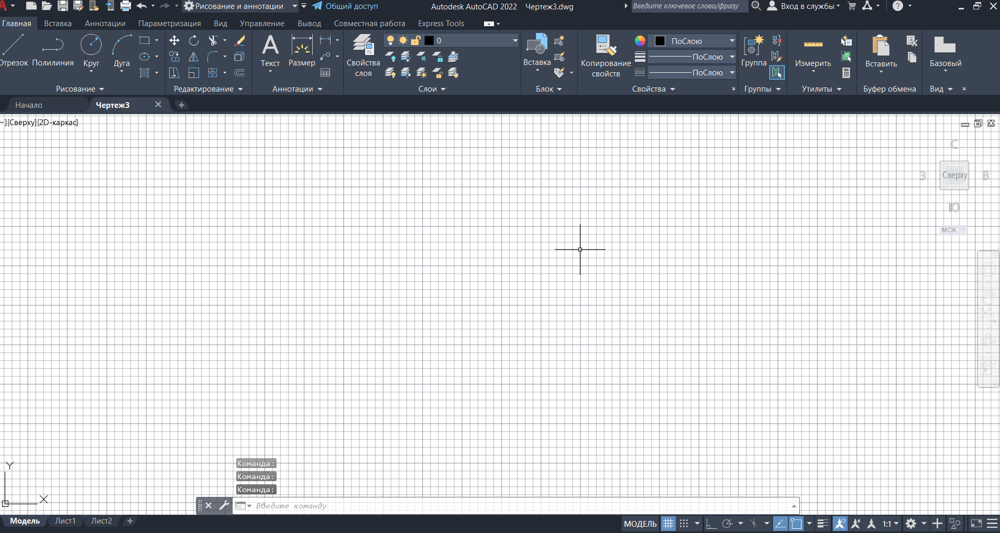 Рисование и аннотации Общий доступ Autodesk AutoCAD 2022 Чертеж3.dwg Введите ключевое слово/фразу Вход в службы ?
Главная Вставка Аннотации Параметризация Вид Управление Вывод Совместная работа Express Tools
0 ПоСлою
ПоСлою
Отрезок Полилиния Круг Дуга Текст Размер Свойства слоя Вставка Копирование свойств Группа Измерить Вставить Базовый
ПоСлою
Рисование Редактирование Аннотации Слои Блок Свойства Группы Утилиты Буфер обмена Вид
Начало Чертеж3
–][Сверху][2D-каркас]
С
З Сверху В
Ю
МСК
Y
X
Команда:
Команда:
Команда:
Введите команду
Модель Лист1 Лист2 +
МОДЕЛЬ 1:1